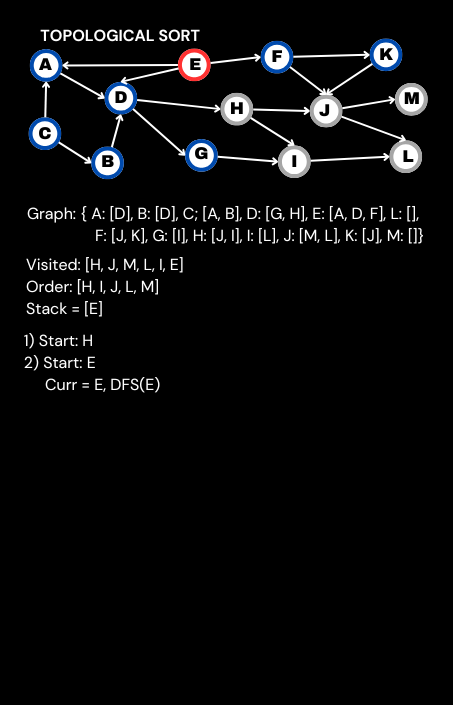 TOPOLOGICAL SORT
A
E
F
K
D
H
J
M
C
B
G
I
L
Graph: { A: [D], B: [D], C; [A, B], D: [G, H], E: [A, D, F], L: [],
F: [J, K], G: [I], H: [J, I], I: [L], J: [M, L], K: [J], M: []}
Visited: [H, J, M, L, I, E]
Order: [H, I, J, L, M]
Stack = [E]
1) Start: H
2) Start: E
Curr = E, DFS(E)